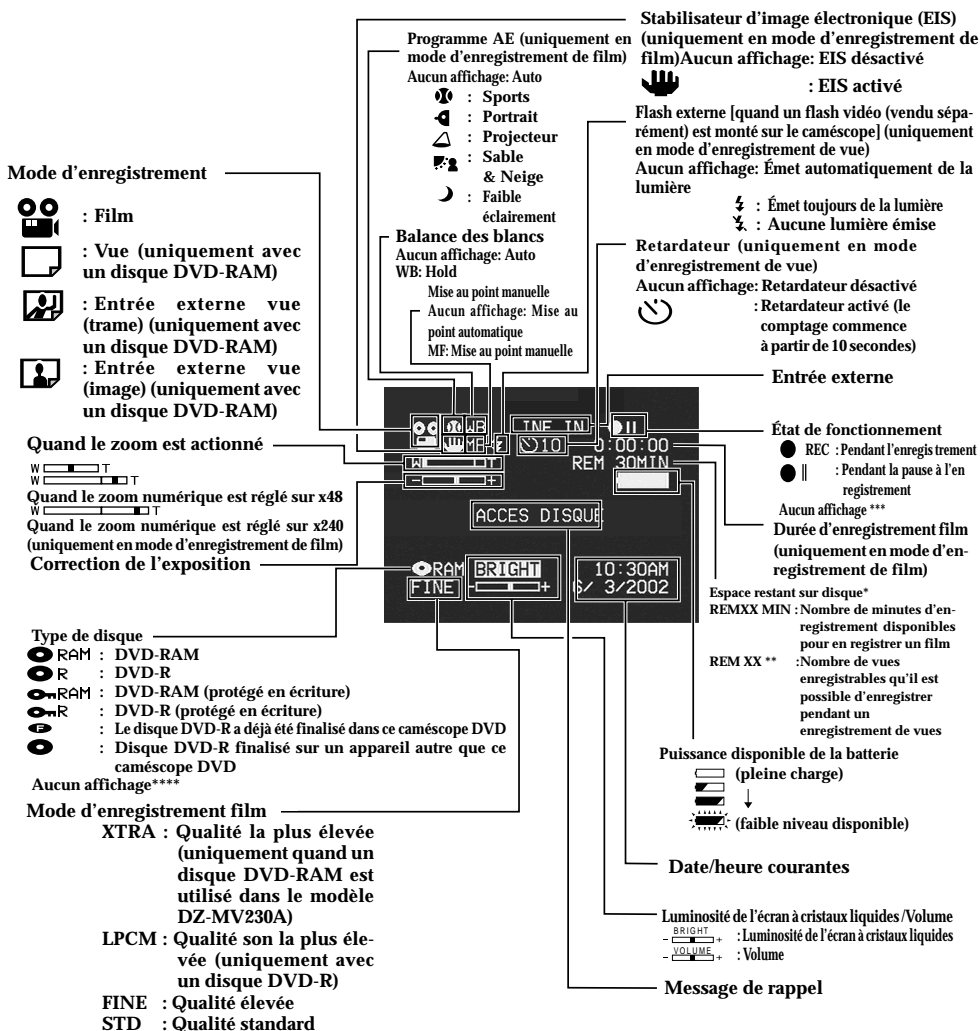 Stabilisateur d'image électronique (EIS)
(uniquement en mode d'enregistrement de
film)Aucun affichage: EIS désactivé
: EIS activé
Programme AE (uniquement en
mode d'enregistrement de film)
Aucun affichage: Auto
: Sports
: Portrait
: Projecteur
: Sable
& Neige
: Faible
éclairement
Flash externe [quand un flash vidéo (vendu sépa-
rément) est monté sur le caméscope] (uniquement
en mode d'enregistrement de vue)
Aucun affichage: Émet automatiquement de la
lumière
: Émet toujours de la lumière
: Aucune lumière émise
Mode d'enregistrement
: Film
: Vue (uniquement avec
un disque DVD-RAM)
: Entrée externe vue
(trame) (uniquement avec
un disque DVD-RAM)
: Entrée externe vue
(image) (uniquement avec
un disque DVD-RAM)
Balance des blancs
Aucun affichage: Auto
WB: Hold
Mise au point manuelle
Aucun affichage: Mise au
point automatique
MF: Mise au point manuelle
Retardateur (uniquement en mode
d'enregistrement de vue)
Aucun affichage: Retardateur désactivé
: Retardateur activé (le
comptage commence
à partir de 10 secondes)
Entrée externe
État de fonctionnement
REC : Pendant l'enregis trement
: Pendant la pause à l'en
registrement
Aucun affichage ***
Durée d'enregistrement film
(uniquement en mode d'en-
registrement de film)
Quand le zoom est actionné
W T
W T
Quand le zoom numérique est réglé sur x48
W T
Quand le zoom numérique est réglé sur x240
(uniquement en mode d'enregistrement de film)
Correction de l'exposition
WB INE IN
10 0:00:00
W T REM 30MIN
- +
ACCES DISQUE
RAM BRIGHT 10:30AM
FINE - + 6/ 3/2002
Espace restant sur disque*
REMXX MIN : Nombre de minutes d'en-
registrement disponibles
pour en registrer un film
REM XX ** :Nombre de vues
enregistrables qu'il est
possible d'enregistrer
pendant un
enregistrement de vues
Type de disque
RAM : DVD-RAM
R : DVD-R
RAM : DVD-RAM (protégé en écriture)
R : DVD-R (protégé en écriture)
F : Le disque DVD-R a déjà été finalisé dans ce caméscope DVD
: Disque DVD-R finalisé sur un appareil autre que ce
caméscope DVD
Aucun affichage****
Puissance disponible de la batterie
(pleine charge)
↓
(faible niveau disponible)
Mode d'enregistrement film
XTRA : Qualité la plus élevée
(uniquement quand un
disque DVD-RAM est
utilisé dans le modèle
DZ-MV230A)
LPCM : Qualité son la plus éle-
vée (uniquement avec
un disque DVD-R)
FINE : Qualité élevée
STD : Qualité standard
Date/heure courantes
Luminosité de l'écran à cristaux liquides /Volume
BRIGHT
- + : Luminosité de l'écran à cristaux liquides
VOLUME
- + : Volume
Message de rappel